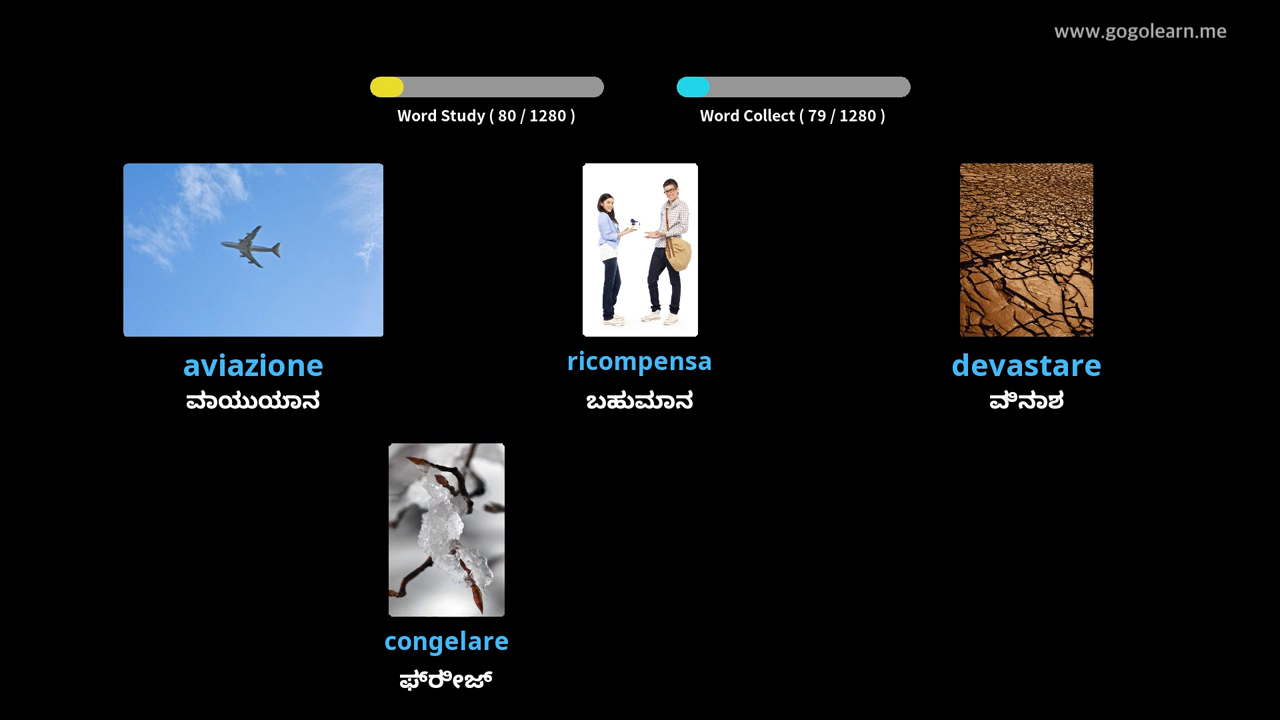 www.gogolearn.me
Word Study ( 80 / 1280 )
Word Collect ( 79 / 1280 )
aviazione
ವಾಯುಯಾನ
ricompensa
ಬಹುಮಾನ
devastare
ವಿನಾಶ
congelare
ಫ್ರೀಜ್